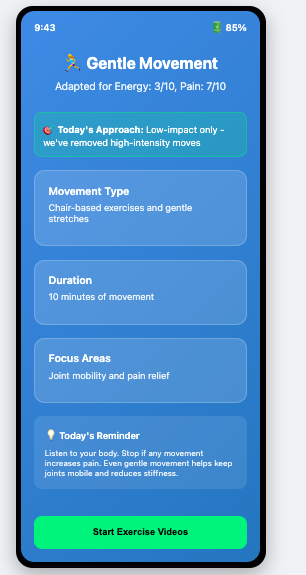 9:43
85%
Gentle Movement
Adapted for Energy: 3/10, Pain: 7/10
Today's Approach: Low-impact only -
we've removed high-intensity moves
Movement Type
Chair-based exercises and gentle
stretches
Duration
10 minutes of movement
Focus Areas
Joint mobility and pain relief
Today's Reminder
Listen to your body. Stop if any movement
increases pain. Even gentle movement helps keep
joints mobile and reduces stiffness.
Start Exercise Videos